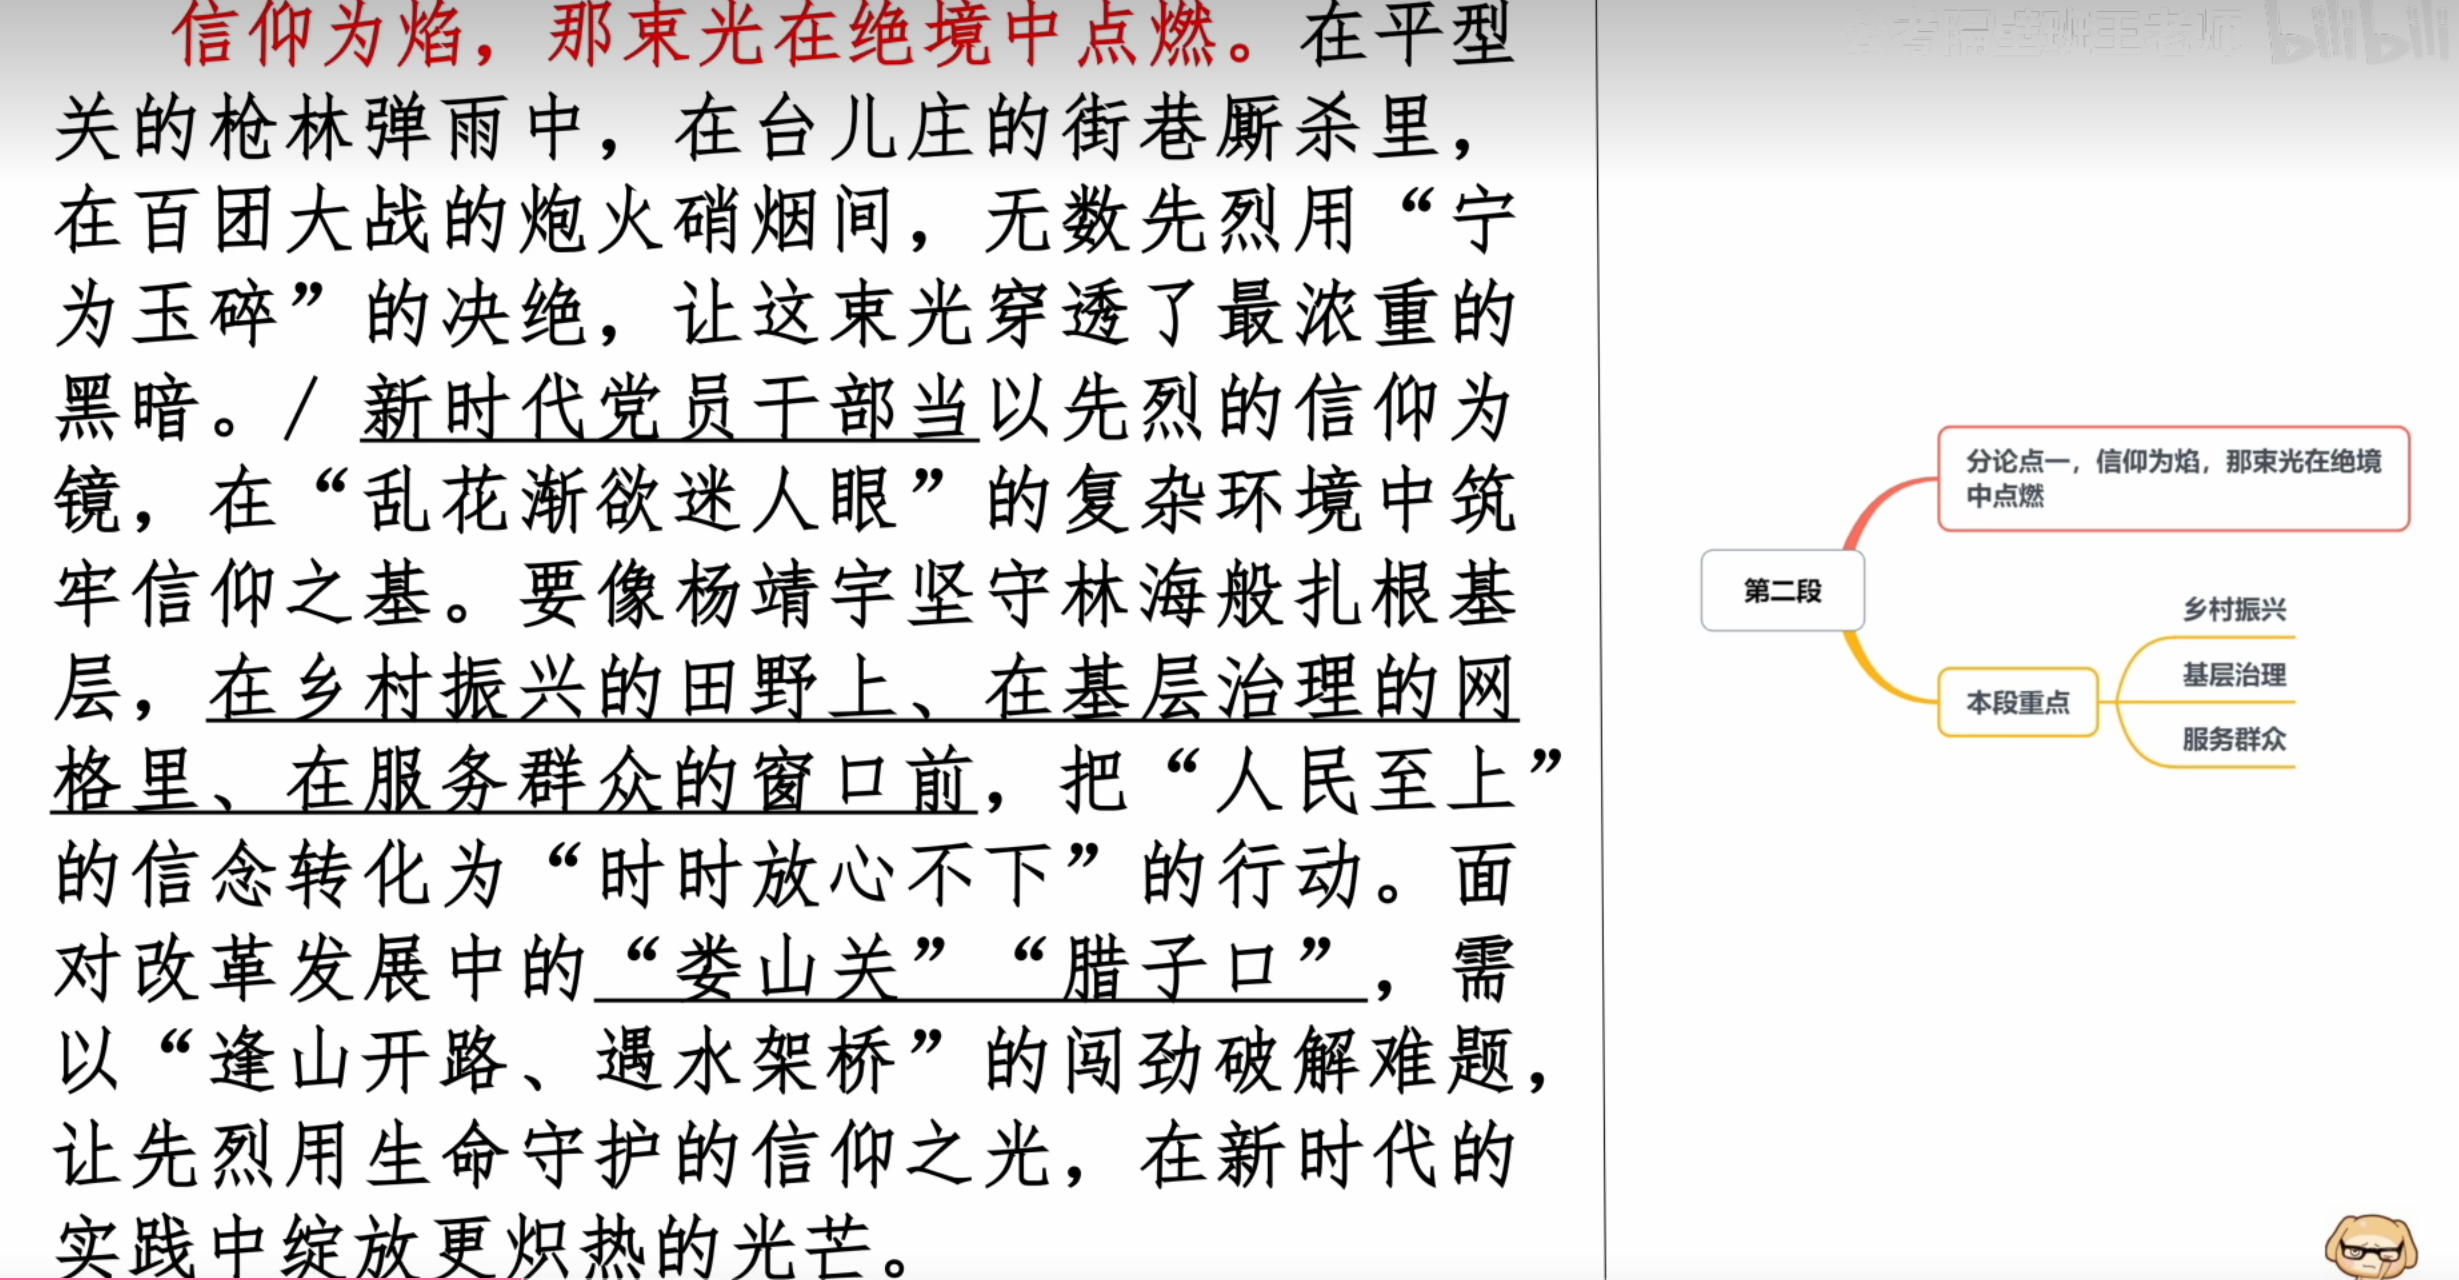 信仰为焰，那束光在绝境中点燃。在平型
关的枪林弹雨中，在台儿庄的街巷厮杀里，
在百团大战的炮火硝烟间，无数先烈用“宁
为玉碎”的决绝，让这束光穿透了最浓重的
黑暗。/ 新时代党员干部当以先烈的信仰为
镜，在“乱花渐欲迷人眼”的复杂环境中筑
牢信仰之基。要像杨靖宇坚守林海般扎根基
层，在乡村振兴的田野上、在基层治理的网
格里、在服务群众的窗口前，把“人民至上”
的信念转化为“时时放心不下”的行动。面
对改革发展中的“娄山关”“腊子口”，需
以“逢山开路、遇水架桥”的闯劲破解难题，
让先烈用生命守护的信仰之光，在新时代的
实践中绽放更炽热的光芒。
省考隔壁班王老师 bilibili
分论点一，信仰为焰，那束光在绝境
中点燃
第二段
乡村振兴
基层治理
本段重点
服务群众